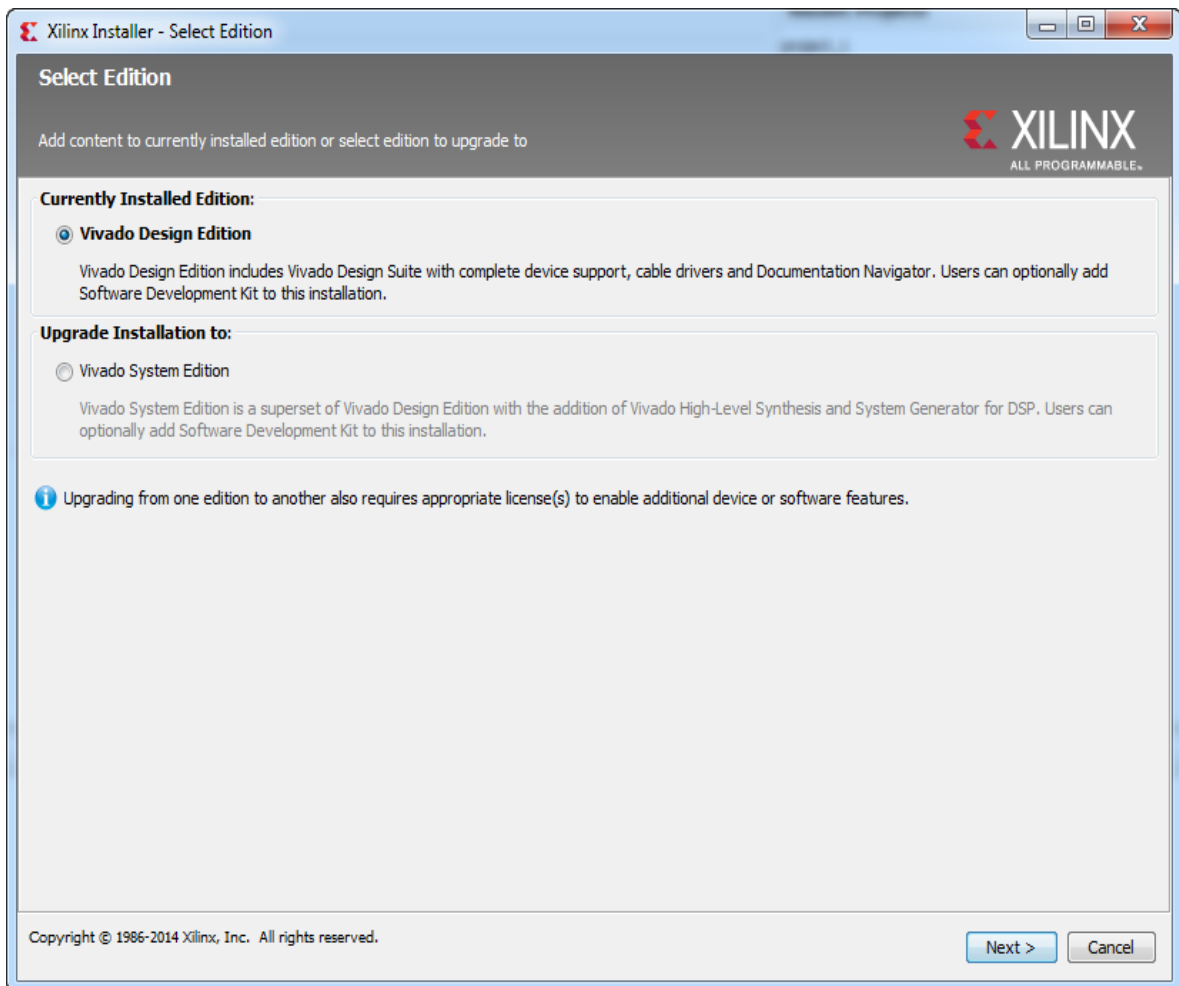 Xilinx Installer - Select Edition
Select Edition
Add content to currently installed edition or select edition to upgrade to
XILINX
ALL PROGRAMMABLE™
Currently Installed Edition:
Vivado Design Edition
Vivado Design Edition includes Vivado Design Suite with complete device support, cable drivers and Documentation Navigator. Users can optionally add
Software Development Kit to this installation.
Upgrade Installation to:
Vivado System Edition
Vivado System Edition is a superset of Vivado Design Edition with the addition of Vivado High-Level Synthesis and System Generator for DSP. Users can
optionally add Software Development Kit to this installation.
Upgrading from one edition to another also requires appropriate license(s) to enable additional device or software features.
Copyright © 1986-2014 Xilinx, Inc.  All rights reserved.
Next >
Cancel